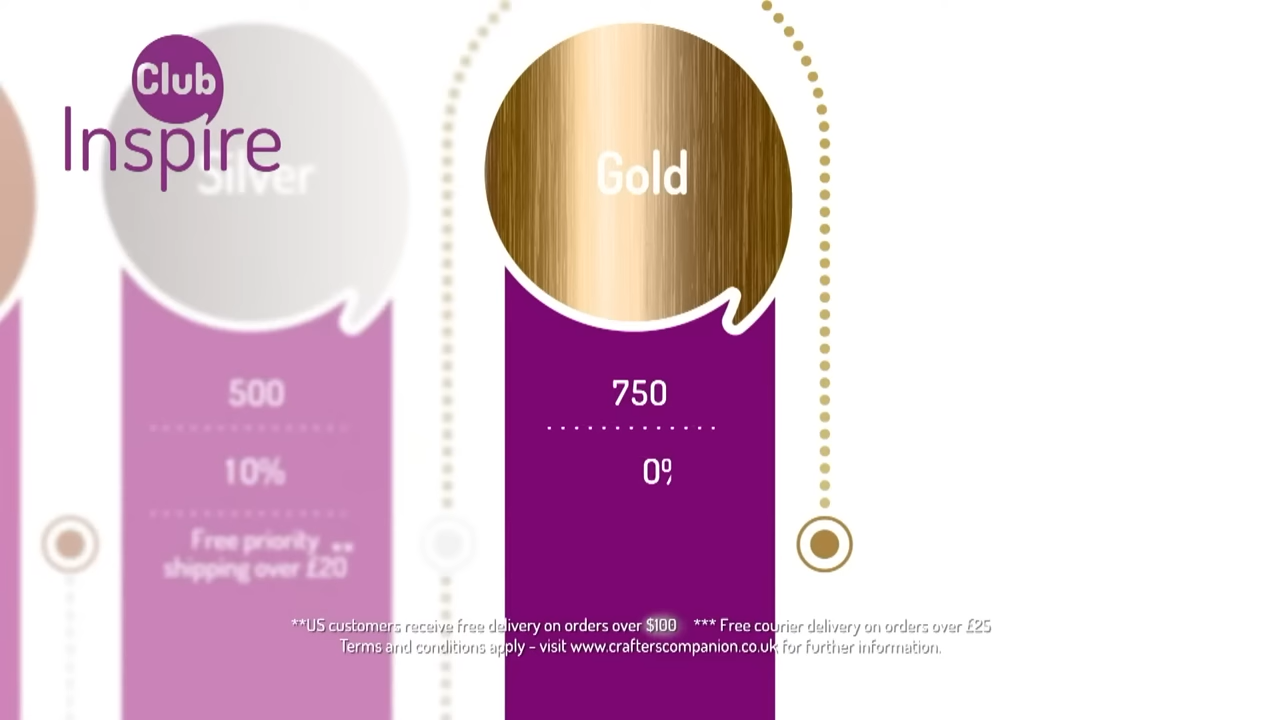 Club
Inspire
Silver
500
10%
Free priority
shipping over £20 **
Gold
750
0%
**US customers receive free delivery on orders over $100 *** Free courier delivery on orders over £25
Terms and conditions apply - visit www.crafterscompanion.co.uk for further information.